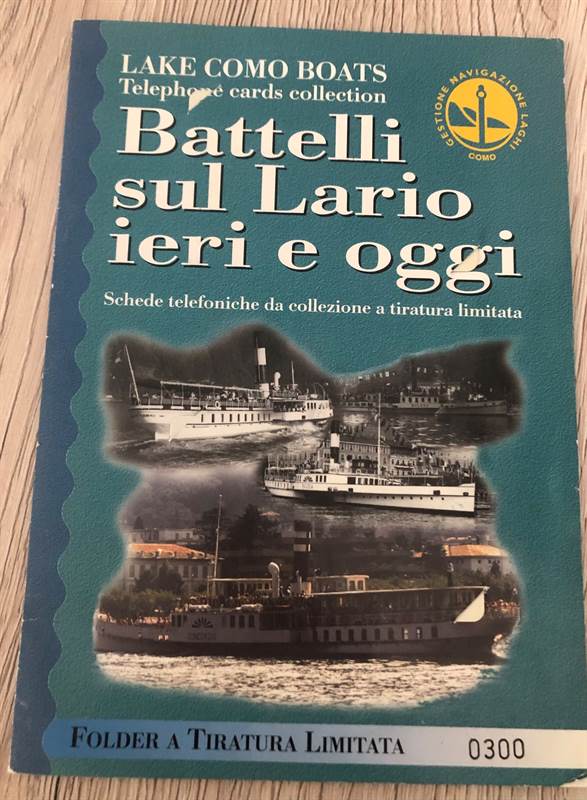 LAKE COMO BOATS
Telephone cards collection
Battelli
sul Lario
ieri e oggi
Schede telefoniche da collezione a tiratura limitata
GESTIONE NAVIGAZIONE LAGHI
COMO
FOLDER A TIRATURA LIMITATA 0300